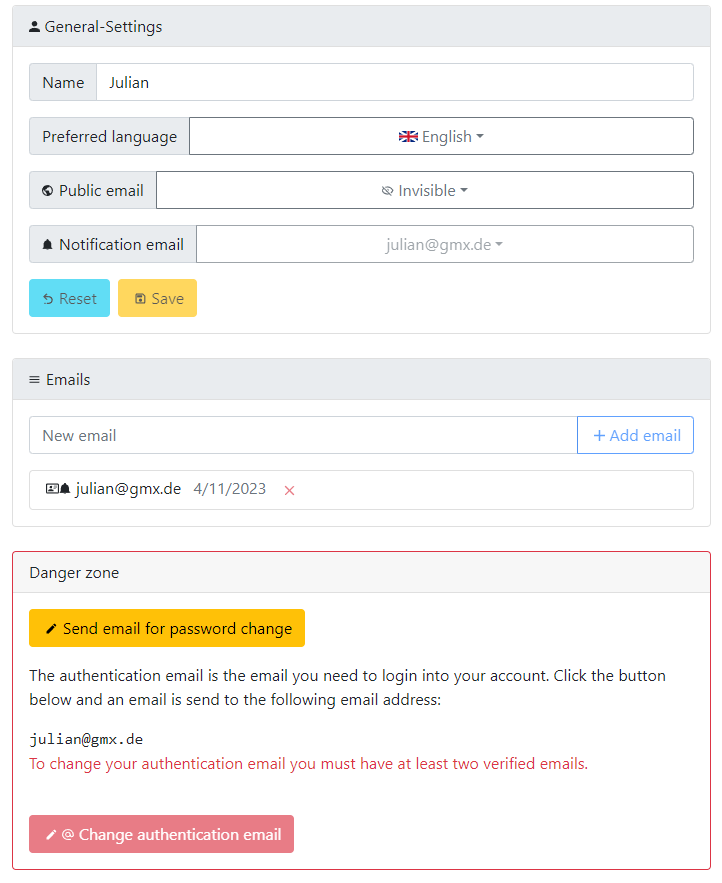 General-Settings
Name Julian
Preferred language English
Public email Invisible
Notification email julian@gmx.de
Reset Save
Emails
New email Add email
julian@gmx.de 4/11/2023
Danger zone
Send email for password change
The authentication email is the email you need to login into your account. Click the button
below and an email is send to the following email address:
julian@gmx.de
To change your authentication email you must have at least two verified emails.
@ Change authentication email